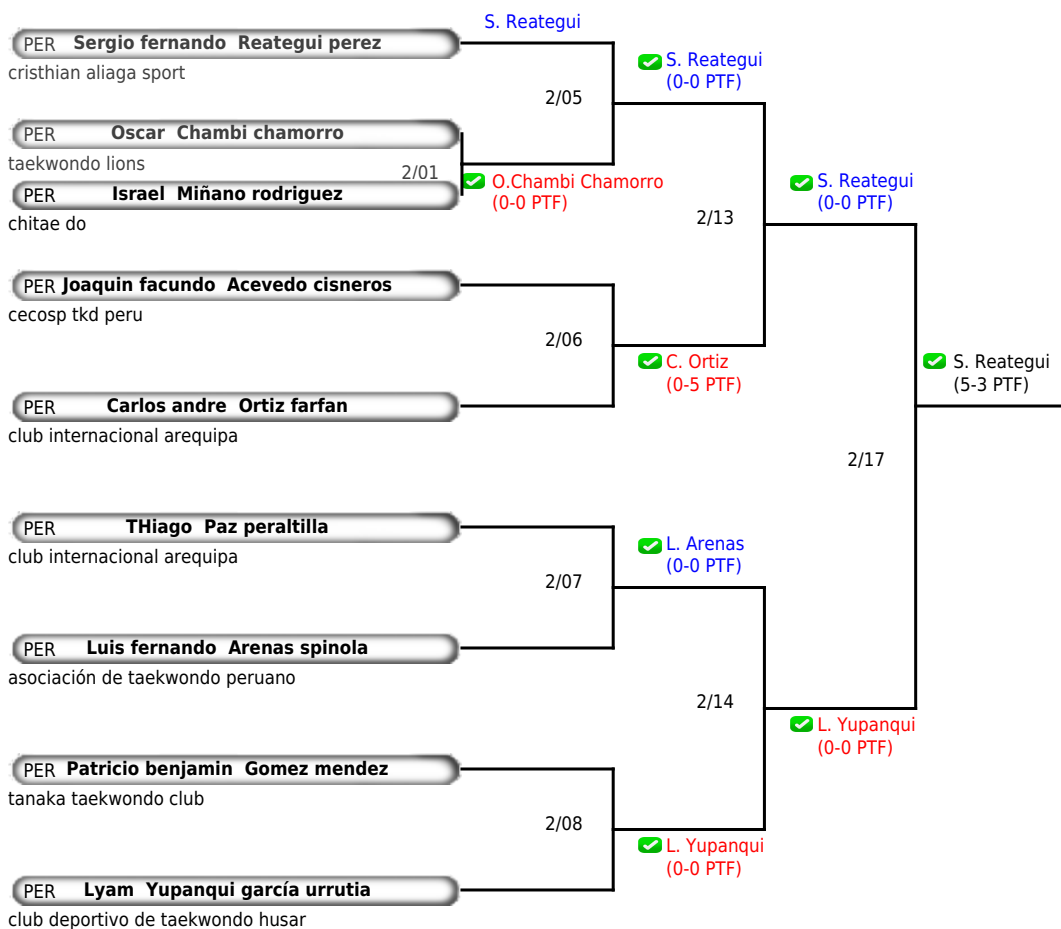 S. Reategui
PER Sergio fernando Reategui perez
cristhian aliaga sport
S. Reategui
(0-0 PTF)
2/05
PER Oscar Chambi chamorro
taekwondo lions
2/01
O.Chambi Chamorro
(0-0 PTF)
PER Israel Miñano rodriguez
chitae do
S. Reategui
(0-0 PTF)
2/13
PER Joaquin facundo Acevedo cisneros
cecosp tkd peru
2/06
C. Ortiz
(0-5 PTF)
S. Reategui
(5-3 PTF)
PER Carlos andre Ortiz farfan
club internacional arequipa
2/17
PER THiago Paz peraltilla
club internacional arequipa
L. Arenas
(0-0 PTF)
2/07
PER Luis fernando Arenas spinola
asociación de taekwondo peruano
2/14
L. Yupanqui
(0-0 PTF)
PER Patricio benjamin Gomez mendez
tanaka taekwondo club
2/08
L. Yupanqui
(0-0 PTF)
PER Lyam Yupanqui garcía urrutia
club deportivo de taekwondo husar